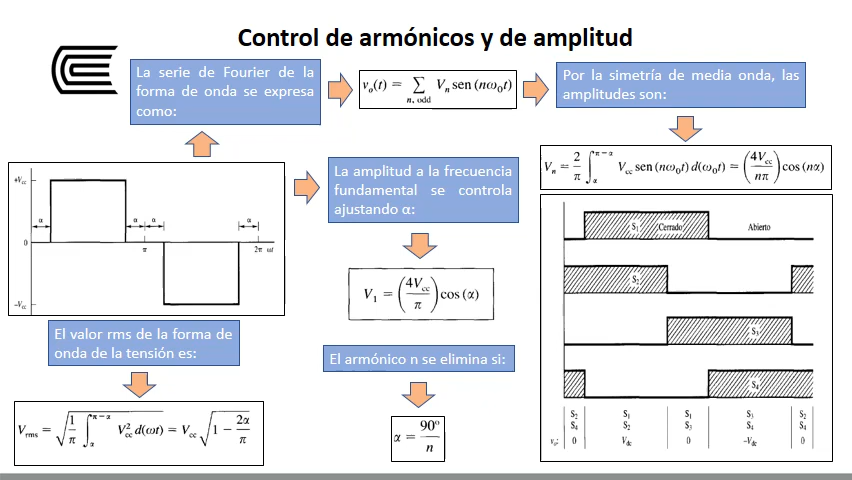 Control de armónicos y de amplitud
La serie de Fourier de la
forma de onda se expresa
como:
v_o(t) = ∑ V_n sen (nω_0t)
n, odd
Por la simetría de media onda, las
amplitudes son:
V_n = 2/π ∫_α^{π−α} V_cc sen (nω_0t) d(ω_0t) = (4V_cc/nπ) cos (nα)
+V_cc
α α α α
0 π 2π ωt
−V_cc
La amplitud a la frecuencia
fundamental se controla
ajustando α:
V_1 = (4V_cc/π) cos (α)
El valor rms de la forma de
onda de la tensión es:
V_rms = √(1/π ∫_α^{π−α} V_cc^2 d(ωt)) = V_cc √(1 − 2α/π)
El armónico n se elimina si:
α = 90°/n
S_1 Cerrado Abierto
S_2
S_3
S_4
S_2 S_1 S_1 S_3 S_2
S_4 S_2 S_3 S_4 S_4
v_o: 0 V_dc 0 −V_dc 0